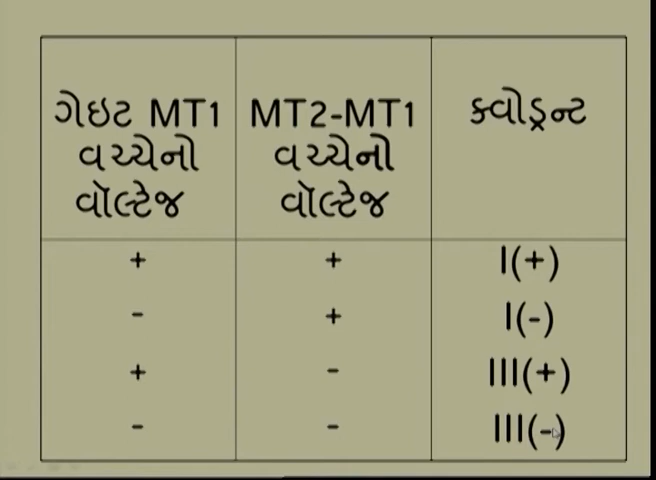 ગેઇટ MT1 વચ્ચેનો વૉલ્ટેજ
MT2-MT1 વચ્ચેનો વૉલ્ટેજ
ક્વોડ્રન્ટ
+ + I(+)
- + I(-)
+ - III(+)
- - III(-)